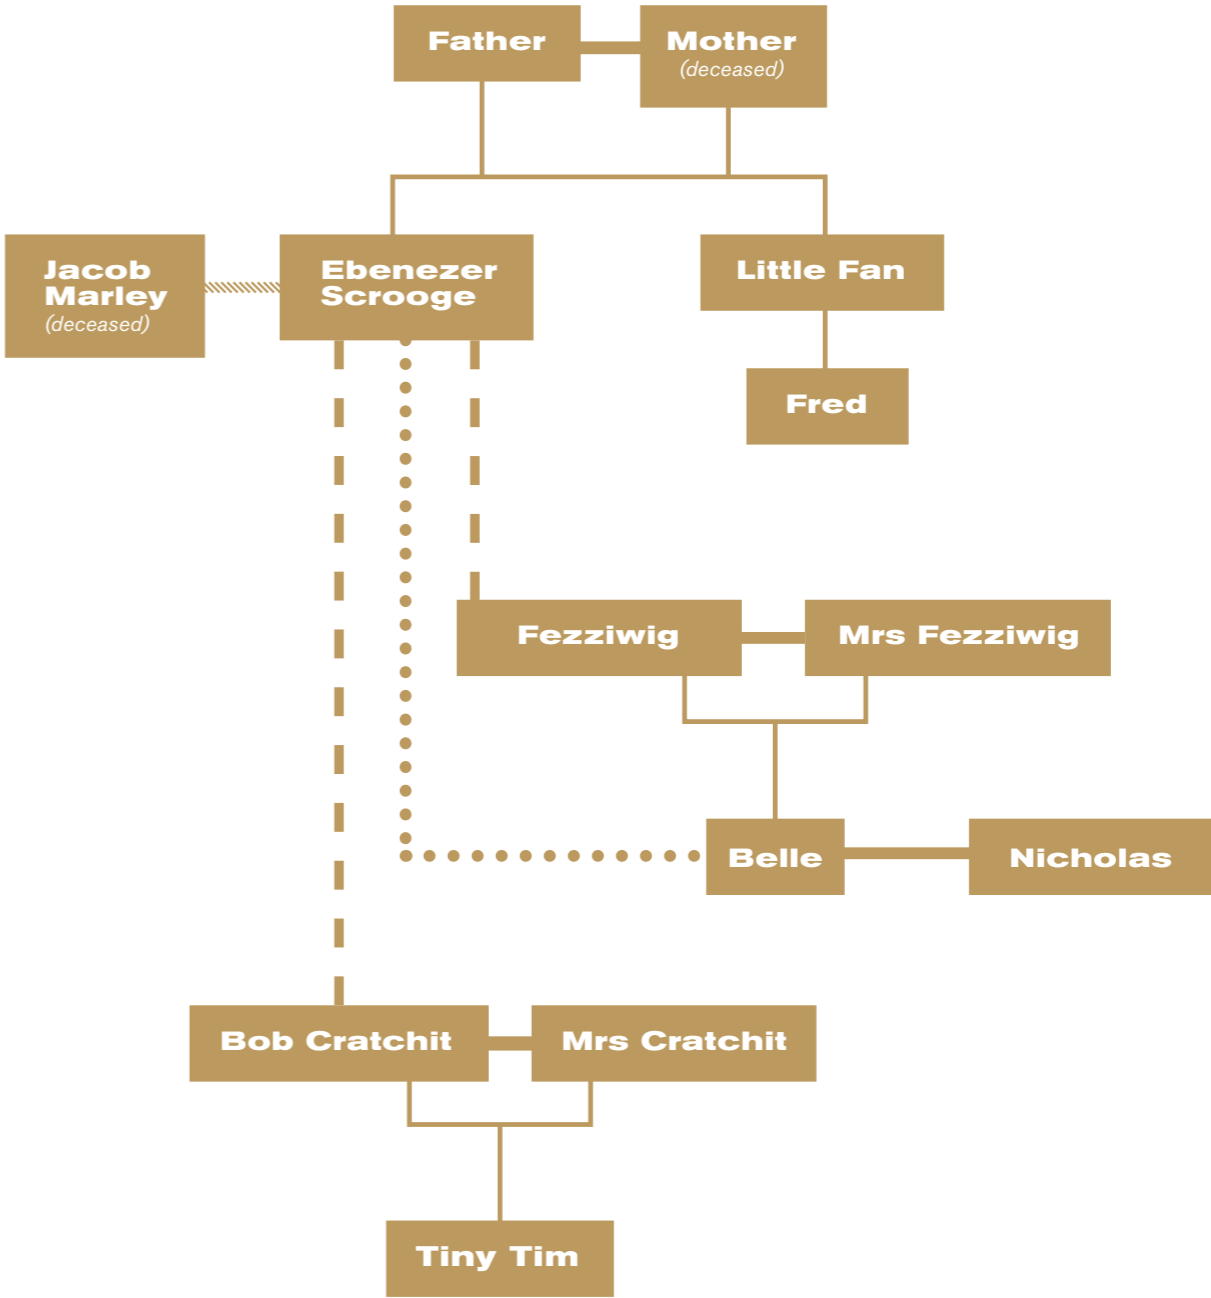 Father
Mother
(deceased)
Jacob
Marley
(deceased)
Ebenezer
Scrooge
Little Fan
Fred
Fezziwig
Mrs Fezziwig
Belle
Nicholas
Bob Cratchit
Mrs Cratchit
Tiny Tim